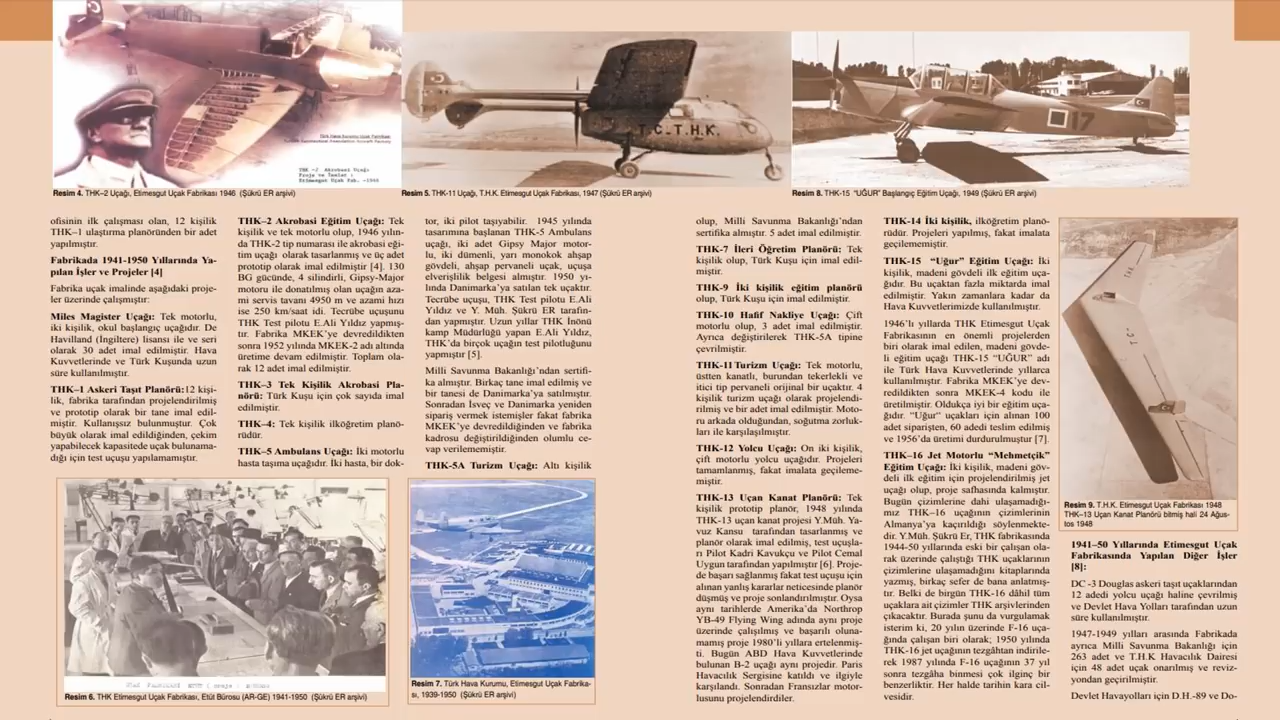 Türk Hava Kurumu Uçak Fabrikası
Turkish Aeronautical Association Aircraft Factory
THK -2 Akrobasi Uçağı
Proje ve İmalat :
Etimesgut Uçak Fab. -1946
Resim 4. THK–2 Uçağı, Etimesgut Uçak Fabrikası 1946 (Şükrü ER arşivi)
T.C.-T.H.K.
Resim 5. THK-11 Uçağı, T.H.K. Etimesgut Uçak Fabrikası, 1947 (Şükrü ER arşivi)
Resim 8. THK-15 “UĞUR” Başlangıç Eğitim Uçağı, 1949 (Şükrü ER arşivi)
ofisinin ilk çalışması olan, 12 kişilik
THK–1 ulaştırma planöründen bir adet
yapılmıştır.
Fabrikada 1941-1950 Yıllarında Ya-
pılan İşler ve Projeler [4]
Fabrika uçak imalinde aşağıdaki proje-
ler üzerinde çalışmıştır:
Miles Magister Uçağı: Tek motorlu,
iki kişilik, okul başlangıç uçağıdır. De
Havilland (İngiltere) lisansı ile ve seri
olarak 30 adet imal edilmiştir. Hava
Kuvvetlerinde ve Türk Kuşunda uzun
süre kullanılmıştır.
THK–1 Askeri Taşıt Planörü:12 kişi-
lik, fabrika tarafından projelendirilmiş
ve prototip olarak bir tane imal edil-
miştir. Kullanışsız bulunmuştur. Çok
büyük olarak imal edildiğinden, çekim
yapabilecek kapasitede uçak bulunama-
dığı için test uçuşu yapılamamıştır.
THK–2 Akrobasi Eğitim Uçağı: Tek
kişilik ve tek motorlu olup, 1946 yılın-
da THK-2 tip numarası ile akrobasi eği-
tim uçağı olarak tasarlanmış ve üç adet
prototip olarak imal edilmiştir [4]. 130
BG gücünde, 4 silindirli, Gipsy-Major
motoru ile donatılmış olan uçağın aza-
mi servis tavanı 4950 m ve azami hızı
ise 250 km/saat idi. Tecrübe uçuşunu
THK Test pilotu E.Ali Yıldız yapmış-
tır. Fabrika MKEK’ye devredildikten
sonra 1952 yılında MKEK-2 adı altında
üretime devam edilmiştir. Toplam ola-
rak 12 adet imal edilmiştir.
THK–3 Tek Kişilik Akrobasi Pla-
nörü: Türk Kuşu için çok sayıda imal
edilmiştir.
THK–4: Tek kişilik ilköğretim planö-
rüdür.
THK–5 Ambulans Uçağı: İki motorlu
hasta taşıma uçağıdır. İki hasta, bir dok-
tor, iki pilot taşıyabilir. 1945 yılında
tasarımına başlanan THK-5 Ambulans
uçağı, iki adet Gipsy Major motor-
lu, iki dümenli, yarı monokok ahşap
gövdeli, ahşap pervaneli uçak, uçuşa
elverişlilik belgesi almıştır. 1950 yı-
lında Danimarka’ya satılan tek uçaktır.
Tecrübe uçuşu, THK Test pilotu E.Ali
Yıldız ve Y. Müh. Şükrü ER tarafın-
dan yapmıştır. Uzun yıllar THK İnönü
kamp Müdürlüğü yapan E.Ali Yıldız,
THK’da birçok uçağın test pilotluğunu
yapmıştır [5].
Milli Savunma Bakanlığı’ndan sertifi-
ka almıştır. Birkaç tane imal edilmiş ve
bir tanesi de Danimarka’ya satılmıştır.
Sonradan İsveç ve Danimarka yeniden
sipariş vermek istemişler fakat fabrika
MKEK’ye devredildiğinden ve fabrika
kadrosu değiştirildiğinden olumlu ce-
vap verilememiştir.
THK-5A Turizm Uçağı: Altı kişilik
Resim 6. THK Etimesgut Uçak Fabrikası, Etüt Bürosu (AR-GE) 1941-1950 (Şükrü ER arşivi)
Resim 7. Türk Hava Kurumu, Etimesgut Uçak Fabrika-
sı, 1939-1950 (Şükrü ER arşivi)
olup, Milli Savunma Bakanlığı’ndan
sertifika almıştır. 5 adet imal edilmiştir.
THK-7 İleri Öğretim Planörü: Tek
kişilik olup, Türk Kuşu için imal edil-
miştir.
THK-9 İki kişilik eğitim planörü
olup, Türk Kuşu için imal edilmiştir.
THK-10 Hafif Nakliye Uçağı: Çift
motorlu olup, 3 adet imal edilmiştir.
Ayrıca değiştirilerek THK-5A tipine
çevrilmiştir.
THK-11 Turizm Uçağı: Tek motorlu,
üstten kanatlı, burundan tekerlekli ve
itici tip pervaneli orijinal bir uçaktır. 4
kişilik turizm uçağı olarak projelendi-
rilmiş ve bir adet imal edilmiştir. Moto-
ru arkada olduğundan, soğutma zorluk-
ları ile karşılaşılmıştır.
THK-12 Yolcu Uçağı: On iki kişilik,
çift motorlu yolcu uçağıdır. Projeleri
tamamlanmış, fakat imalata geçileme-
miştir.
THK-13 Uçan Kanat Planörü: Tek
kişilik prototip planör, 1948 yılında
THK-13 uçan kanat projesi Y.Müh. Ya-
vuz Kansu tarafından tasarlanmış ve
planör olarak imal edilmiş, test uçuşla-
rı Pilot Kadri Kavukçu ve Pilot Cemal
Uygun tarafından yapılmıştır [6]. Proje-
de başarı sağlanmış fakat test uçuşu için
alınan yanlış kararlar neticesinde planör
düşmüş ve proje sonlandırılmıştır. Oysa
aynı tarihlerde Amerika’da Northrop
YB-49 Flying Wing adında aynı proje
üzerinde çalışılmış ve başarılı oluna-
mamış proje 1980’li yıllara ertelenmiş-
ti. Bugün ABD Hava Kuvvetlerinde
bulunan B-2 uçağı aynı projedir. Paris
Havacılık Sergisine katıldı ve ilgiyle
karşılandı. Sonradan Fransızlar motor-
lusunu projelendirdiler.
THK-14 İki kişilik, ilköğretim planö-
rüdür. Projeleri yapılmış, fakat imalata
geçilememiştir.
THK-15 “Uğur” Eğitim Uçağı: İki
kişilik, madeni gövdeli ilk eğitim uça-
ğıdır. Bu uçaktan fazla miktarda imal
edilmiştir. Yakın zamanlara kadar da
Hava Kuvvetlerimizde kullanılmıştır.
1946’lı yıllarda THK Etimesgut Uçak
Fabrikasının en önemli projelerden
biri olarak imal edilen, madeni gövde-
li eğitim uçağı THK-15 “UĞUR” adı
ile Türk Hava Kuvvetlerinde yıllarca
kullanılmıştır. Fabrika MKEK’ye dev-
redildikten sonra MKEK-4 kodu ile
üretilmiştir. Oldukça iyi bir eğitim uça-
ğıdır. “Uğur“ uçakları için alınan 100
adet siparişten, 60 adedi teslim edilmiş
ve 1956’da üretimi durdurulmuştur [7].
THK–16 Jet Motorlu “Mehmetçik”
Eğitim Uçağı: İki kişilik, madeni göv-
deli ilk eğitim için projelendirilmiş jet
uçağı olup, proje safhasında kalmıştır.
Bugün çizimlerine dahi ulaşamadığı-
mız THK–16 uçağının çizimlerinin
Almanya’ya kaçırıldığı söylenmekte-
dir. Y.Müh. Şükrü Er, THK fabrikasında
1944-50 yıllarında eski bir çalışan ola-
rak üzerinde çalıştığı THK uçaklarının
çizimlerine ulaşamadığını kitaplarında
yazmış, birkaç sefer de bana anlatmış-
tır. Belki de birgün THK-16 dâhil tüm
uçaklara ait çizimler THK arşivlerinden
çıkacaktır. Burada şunu da vurgulamak
isterim ki, 20 yılın üzerinde F-16 uça-
ğında çalışan biri olarak; 1950 yılında
THK-16 jet uçağının tezgâhtan indirile-
rek 1987 yılında F-16 uçağının 37 yıl
sonra tezgâha binmesi çok ilginç bir
benzerliktir. Her halde tarihin kara cil-
vesidir.
Resim 9. T.H.K. Etimesgut Uçak Fabrikası 1948
THK–13 Uçan Kanat Planörü bitmiş hali 24 Ağus-
tos 1948
1941–50 Yıllarında Etimesgut Uçak
Fabrikasında Yapılan Diğer İşler
[8]:
DC -3 Douglas askeri taşıt uçaklarından
12 adedi yolcu uçağı haline çevrilmiş
ve Devlet Hava Yolları tarafından uzun
süre kullanılmıştır.
1947-1949 yılları arasında Fabrikada
ayrıca Milli Savunma Bakanlığı için
263 adet ve T.H.K Havacılık Dairesi
için 48 adet uçak onarılmış ve reviz-
yondan geçirilmiştir.
Devlet Havayolları için D.H.-89 ve Do-